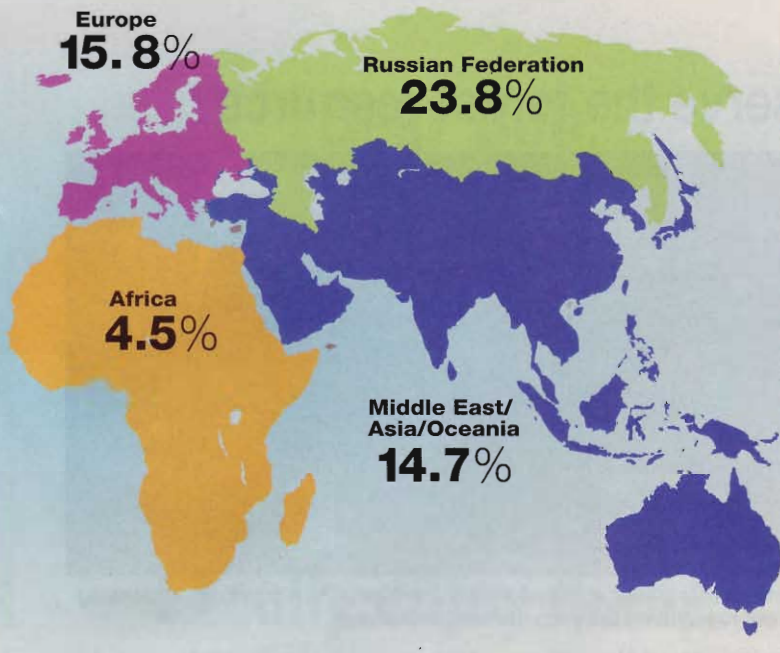 Europe
15.8%
Russian Federation
23.8%
Africa
4.5%
Middle East/
Asia/Oceania
14.7%